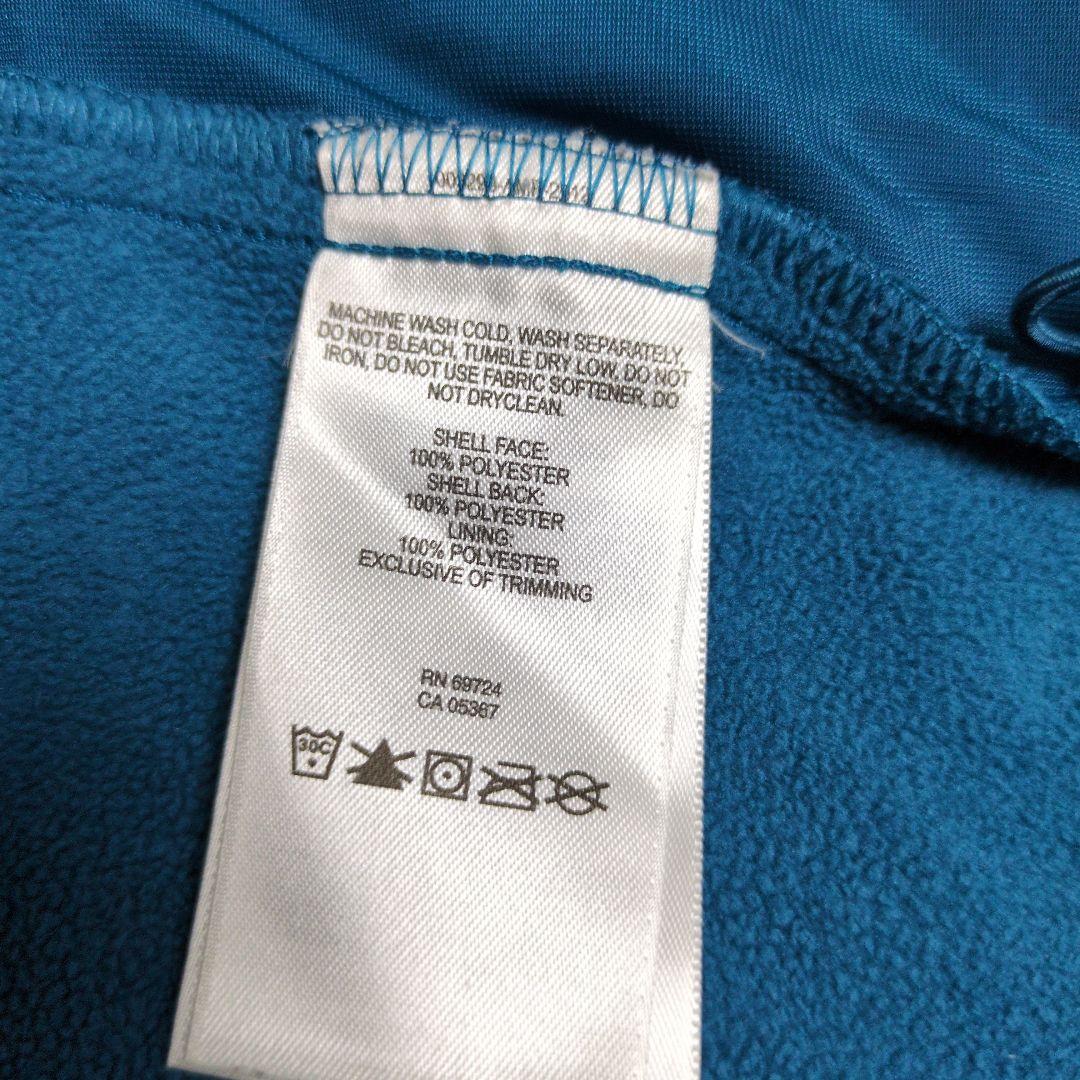 MACHINE WASH COLD, WASH SEPARATELY,
DO NOT BLEACH, TUMBLE DRY LOW, DO NOT
IRON, DO NOT USE FABRIC SOFTENER, DO
NOT DRYCLEAN.
SHELL FACE:
100% POLYESTER
SHELL BACK:
100% POLYESTER
LINING:
100% POLYESTER
EXCLUSIVE OF TRIMMING
RN 69724
CA 05367
30C